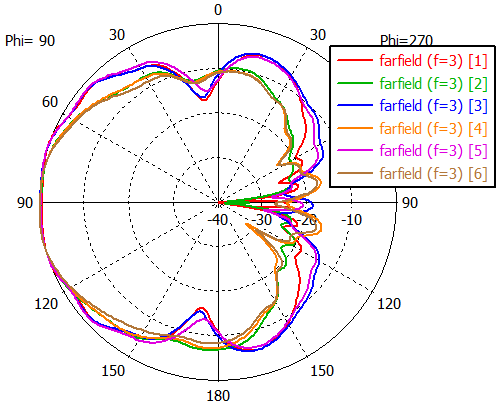 0
Phi= 90 30 30 Phi=270
farfield (f=3) [1]
farfield (f=3) [2]
farfield (f=3) [3]
farfield (f=3) [4]
farfield (f=3) [5]
farfield (f=3) [6]
60
90 90
-40 -30 -20 -10
120 120
150 150
180